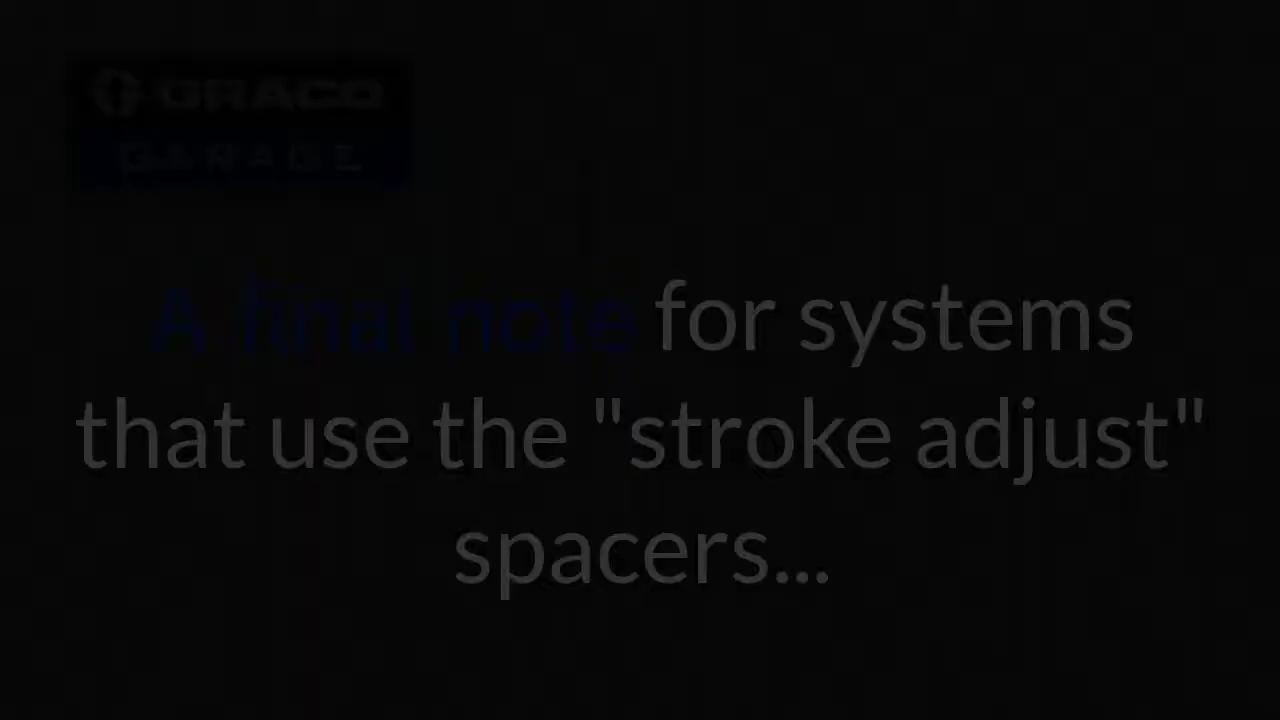 GRACO
GARAGE
A final note for systems
that use the "stroke adjust"
spacers...